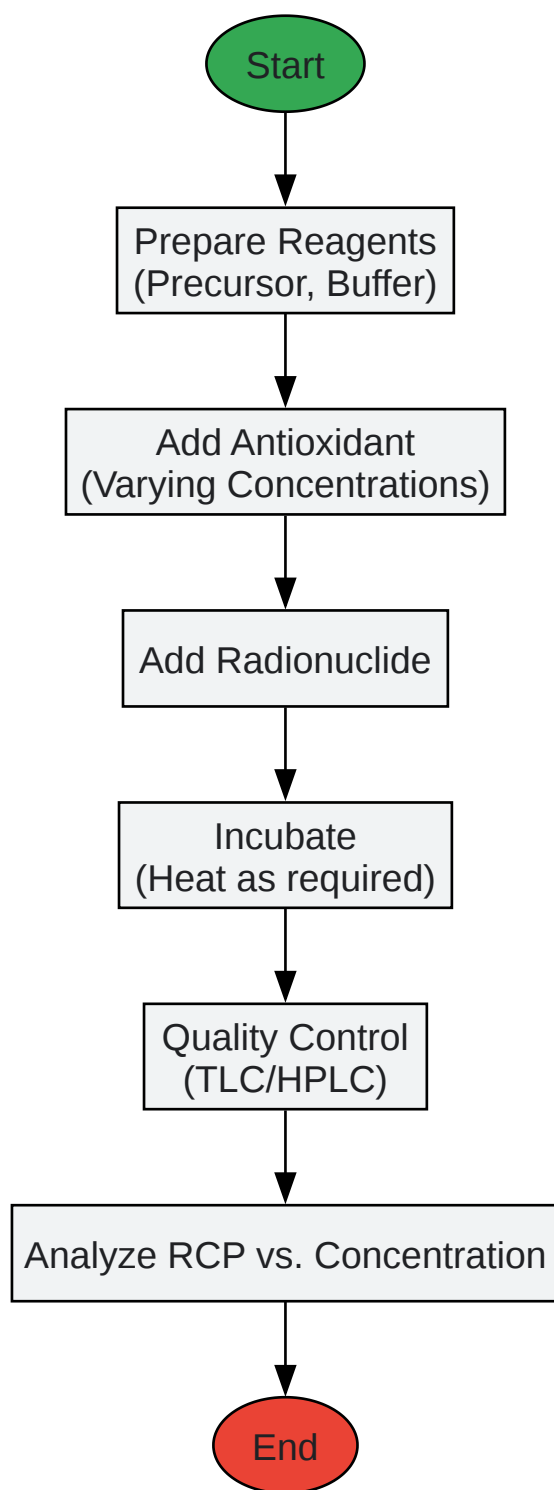 Start
Prepare Reagents
(Precursor, Buffer)
Add Antioxidant
(Varying Concentrations)
Add Radionuclide
Incubate
(Heat as required)
Quality Control
(TLC/HPLC)
Analyze RCP vs. Concentration
End